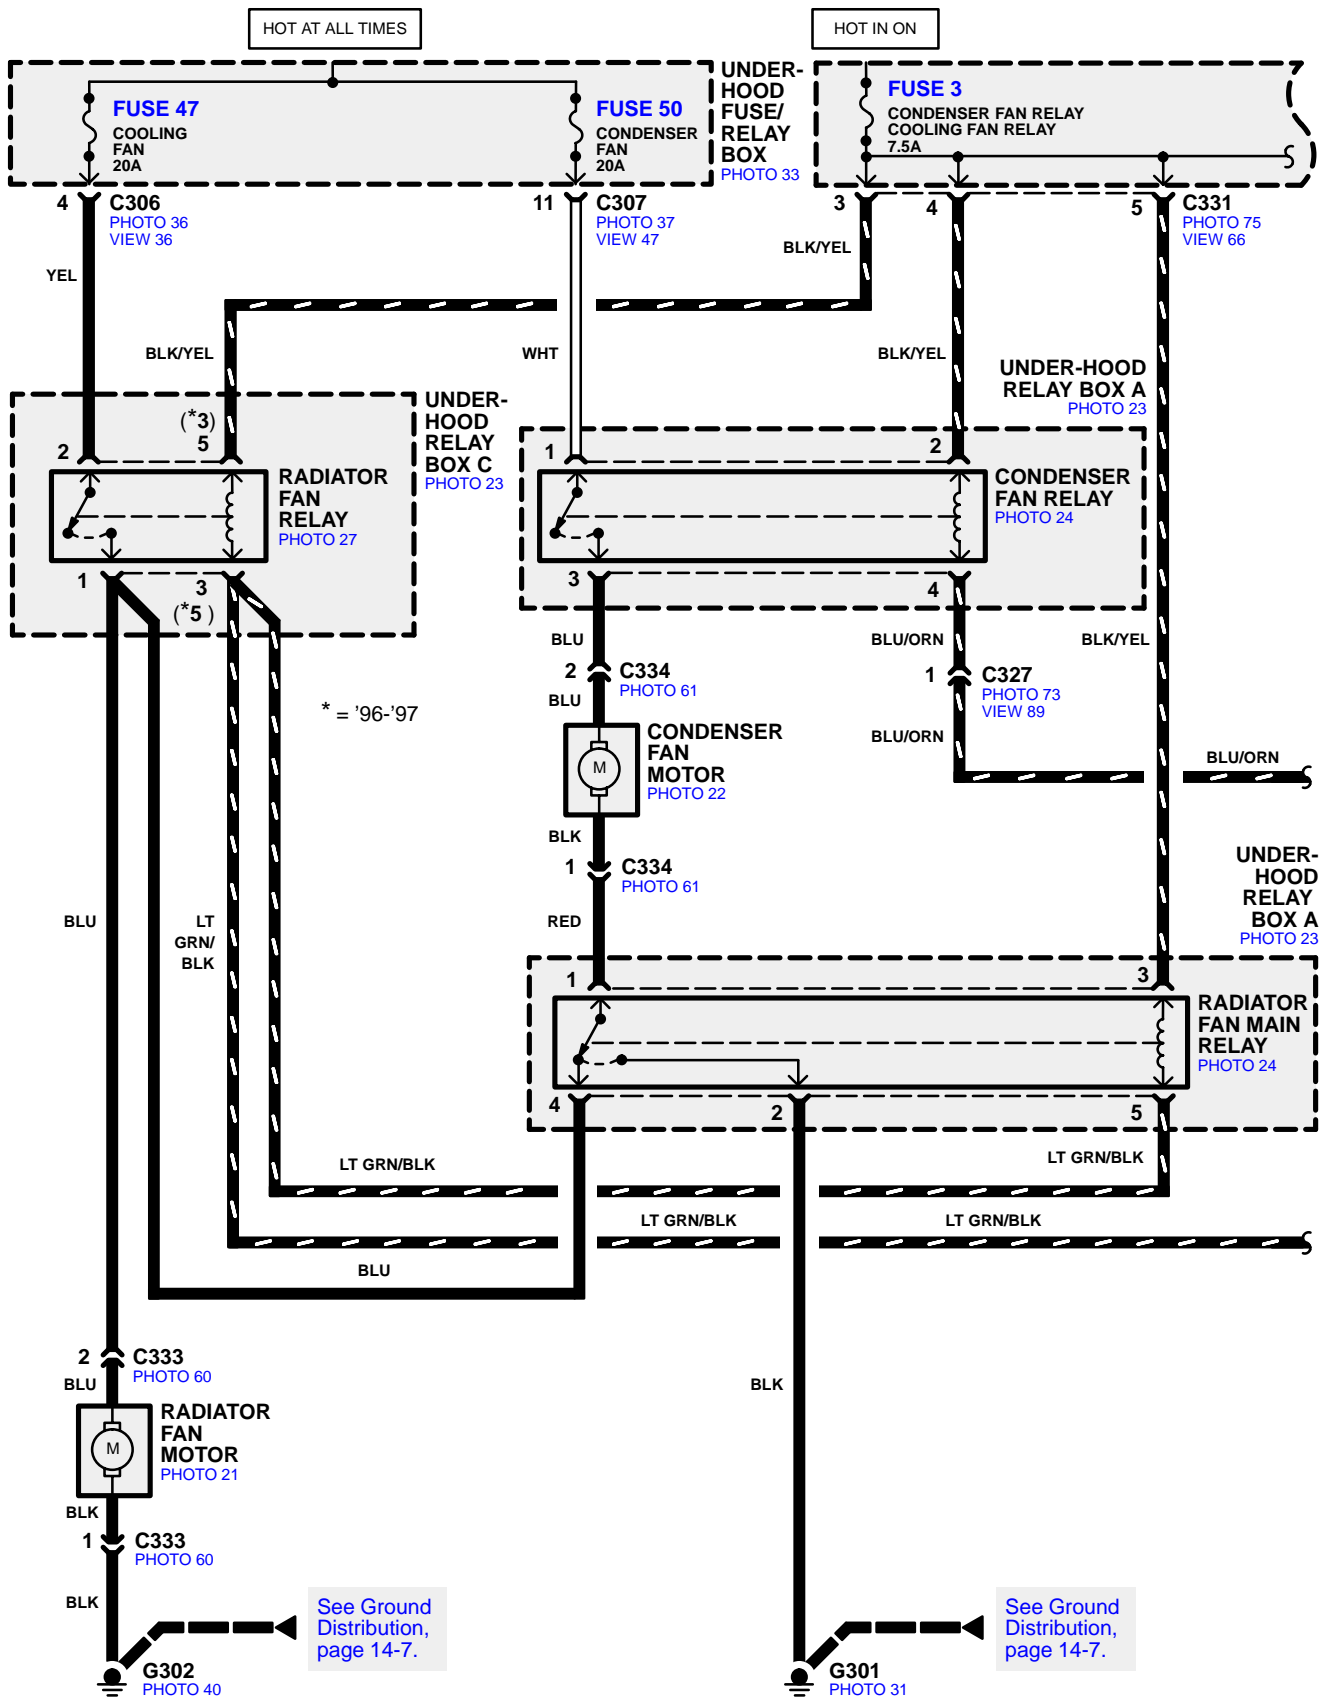 HOT AT ALL TIMES
HOT IN ON
FUSE 47
COOLING
FAN
20A
FUSE 50
CONDENSER
FAN
20A
UNDER-
HOOD
FUSE/
RELAY
BOX
PHOTO 33
FUSE 3
CONDENSER FAN RELAY
COOLING FAN RELAY
7.5A
4
C306
PHOTO 36
VIEW 36
11
C307
PHOTO 37
VIEW 47
3
4
5
C331
PHOTO 75
VIEW 66
YEL
BLK/YEL
BLK/YEL
WHT
BLK/YEL
UNDER-HOOD
RELAY BOX A
PHOTO 23
(*3)
5
2
UNDER-
HOOD
RELAY
BOX C
PHOTO 23
1
2
RADIATOR
FAN
RELAY
PHOTO 27
CONDENSER
FAN RELAY
PHOTO 24
1
3
(*5 )
3
4
BLU
BLU/ORN
BLK/YEL
2
C334
PHOTO 61
1
C327
PHOTO 73
VIEW 89
* = '96-'97
BLU
BLU/ORN
CONDENSER
FAN
MOTOR
PHOTO 22
M
BLU/ORN
BLK
1
C334
PHOTO 61
UNDER-
HOOD
RELAY
BOX A
PHOTO 23
BLU
LT
GRN/
BLK
RED
1
3
RADIATOR
FAN MAIN
RELAY
PHOTO 24
4
2
5
LT GRN/BLK
LT GRN/BLK
LT GRN/BLK
LT GRN/BLK
BLU
2
C333
PHOTO 60
BLU
BLK
RADIATOR
FAN
MOTOR
PHOTO 21
M
BLK
1
C333
PHOTO 60
BLK
See Ground
Distribution,
page 14-7.
See Ground
Distribution,
page 14-7.
G302
PHOTO 40
G301
PHOTO 31